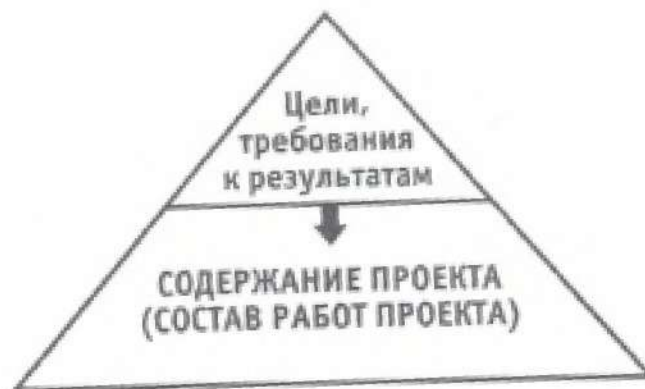 Цели,
требования
к результатам
СОДЕРЖАНИЕ ПРОЕКТА
(СОСТАВ РАБОТ ПРОЕКТА)